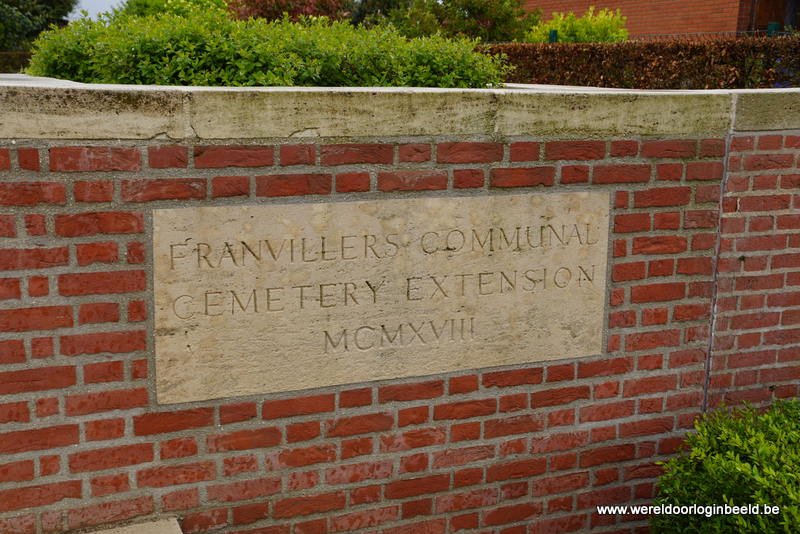 FRANVILLERS COMMUNAL
CEMETERY EXTENSION
MCMXVIII
www.wereldoorloginbeeld.be